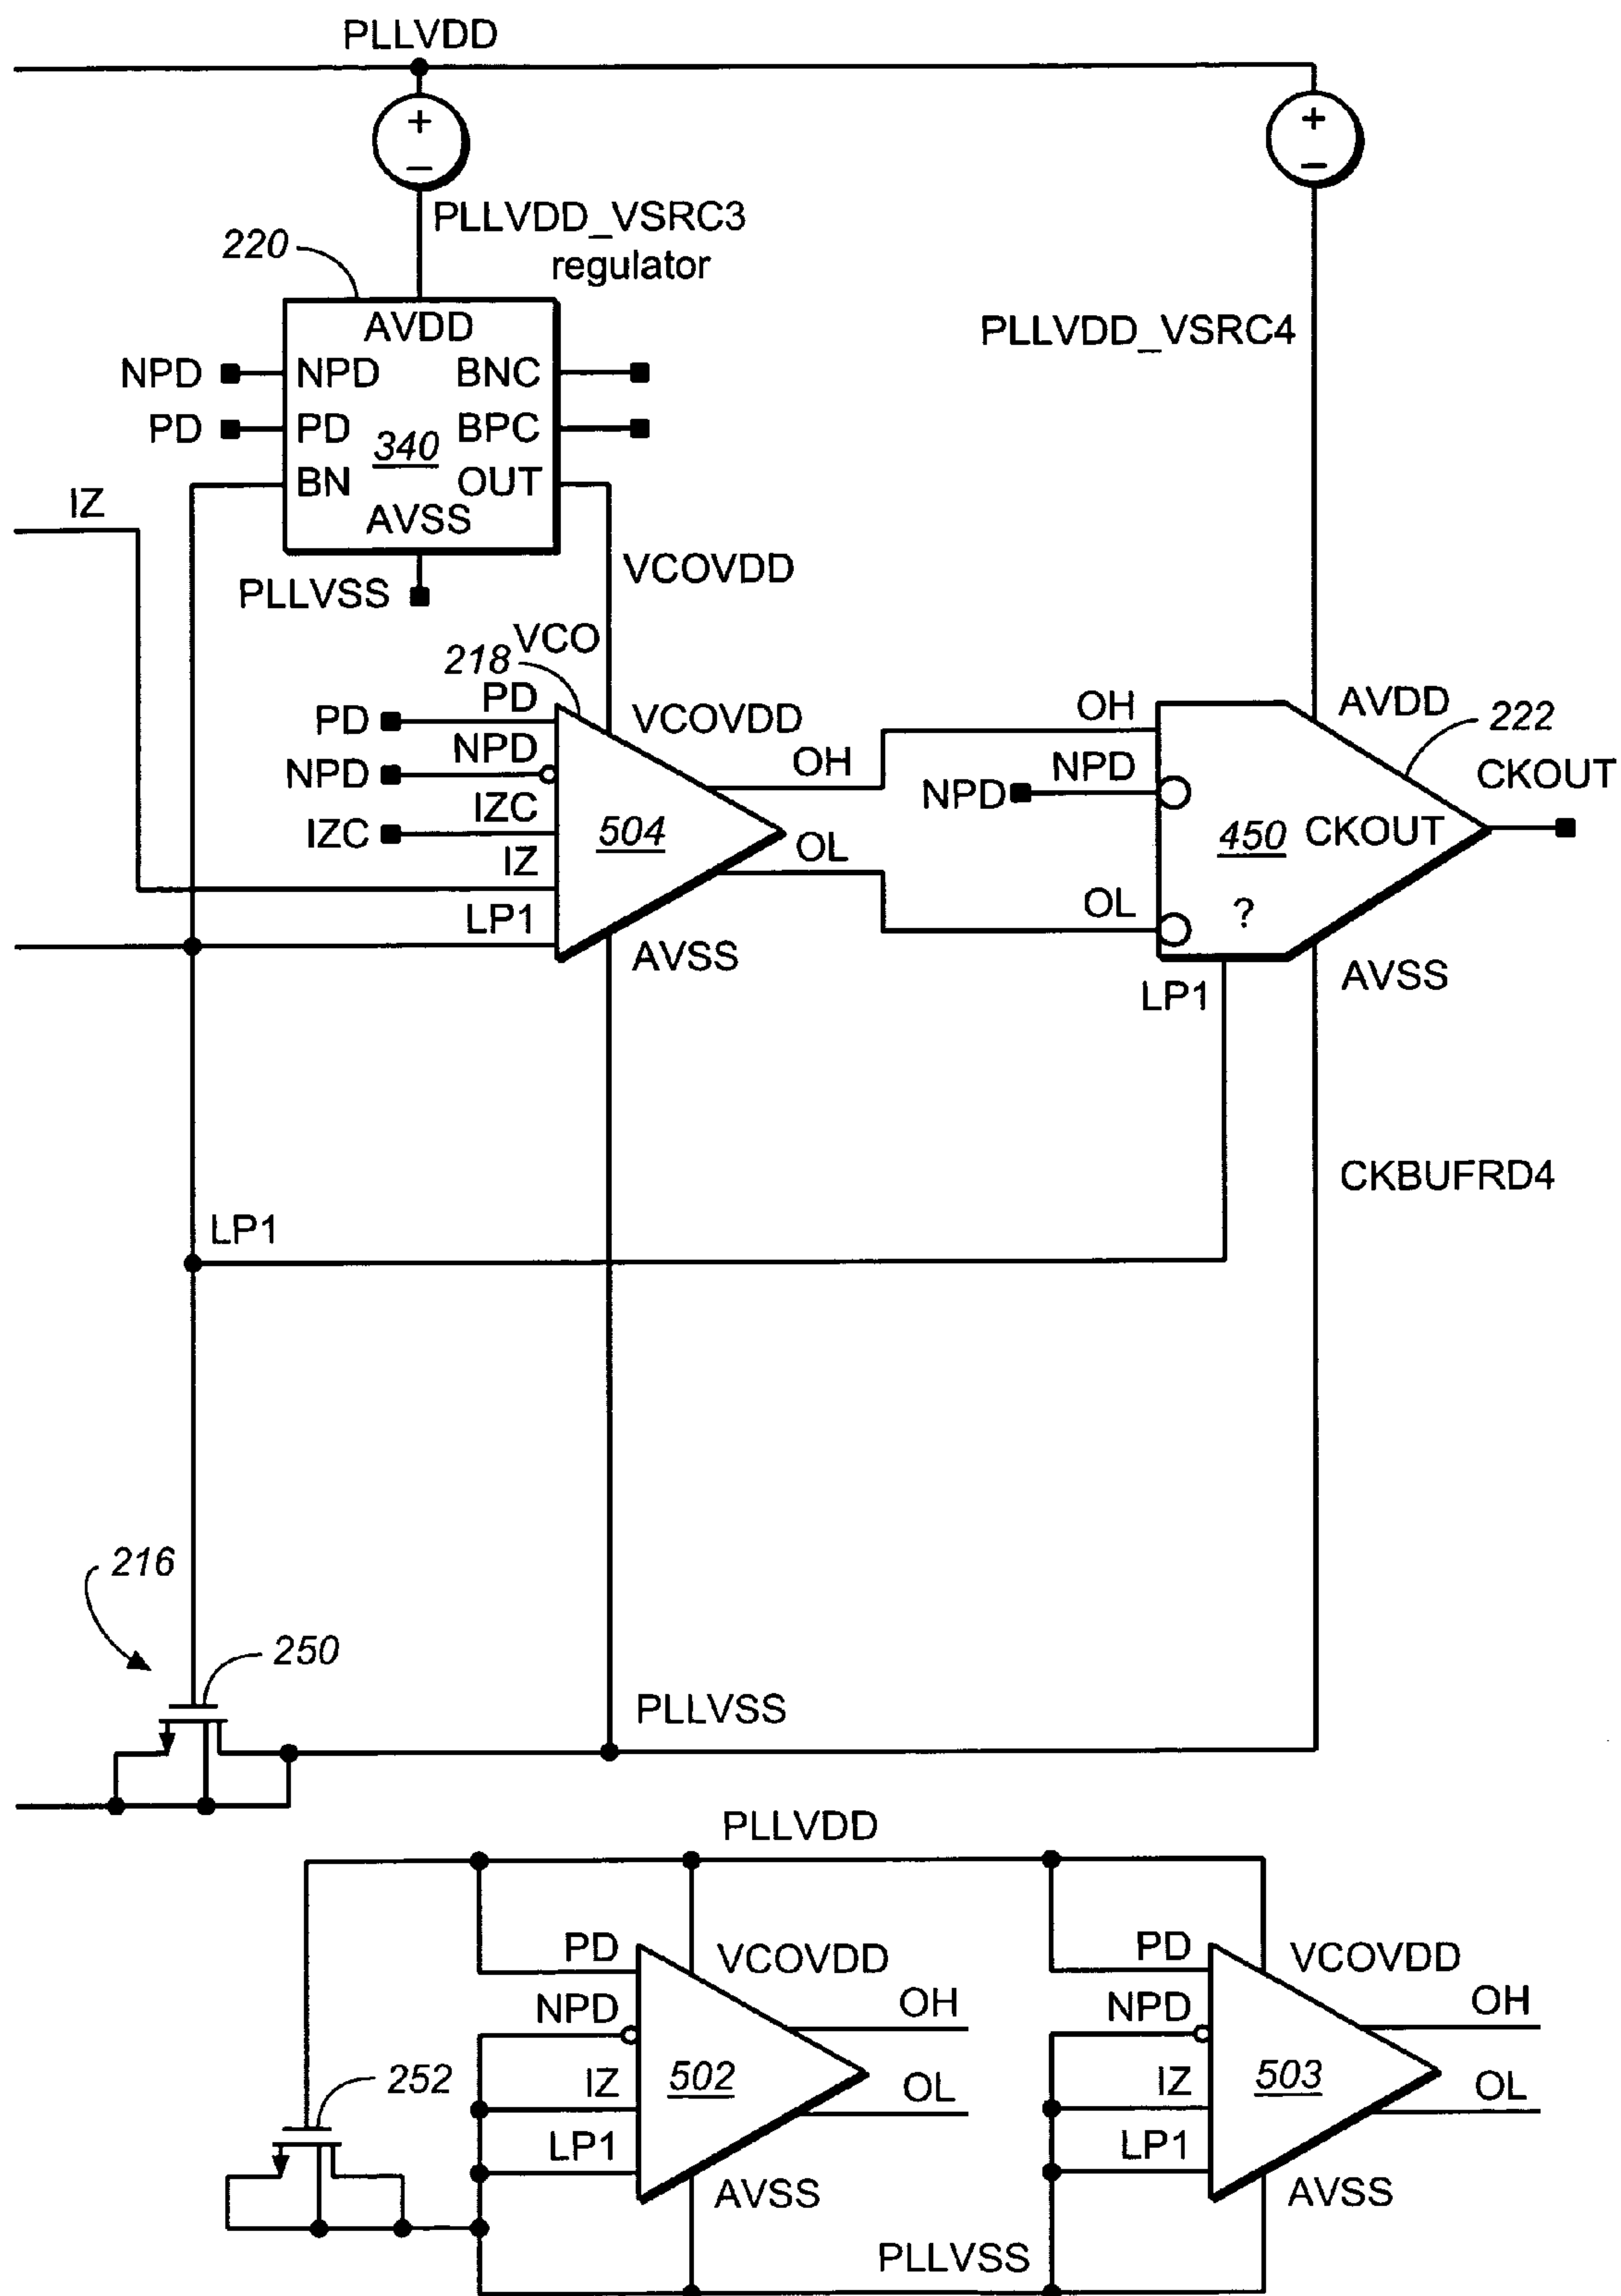 PLLVDD
+
−
+
−
PLLVDD_VSRC3
regulator
220
AVDD
NPD NPD BNC
PD PD BPC
340
BN OUT
AVSS
IZ
PLLVSS
VCOVDD
PLLVDD_VSRC4
VCO
218
PD PD
VCOVDD
NPD NPD
OH
IZC IZC
504
IZ
OL
LP1
AVSS
OH
AVDD
222
NPD NPD
CKOUT
450 CKOUT
OL
?
LP1
AVSS
CKBUFRD4
LP1
216
250
PLLVSS
PLLVDD
PD
VCOVDD
NPD
OH
252
IZ
502
OL
LP1
AVSS
PD
VCOVDD
NPD
OH
IZ
503
OL
LP1
AVSS
PLLVSS